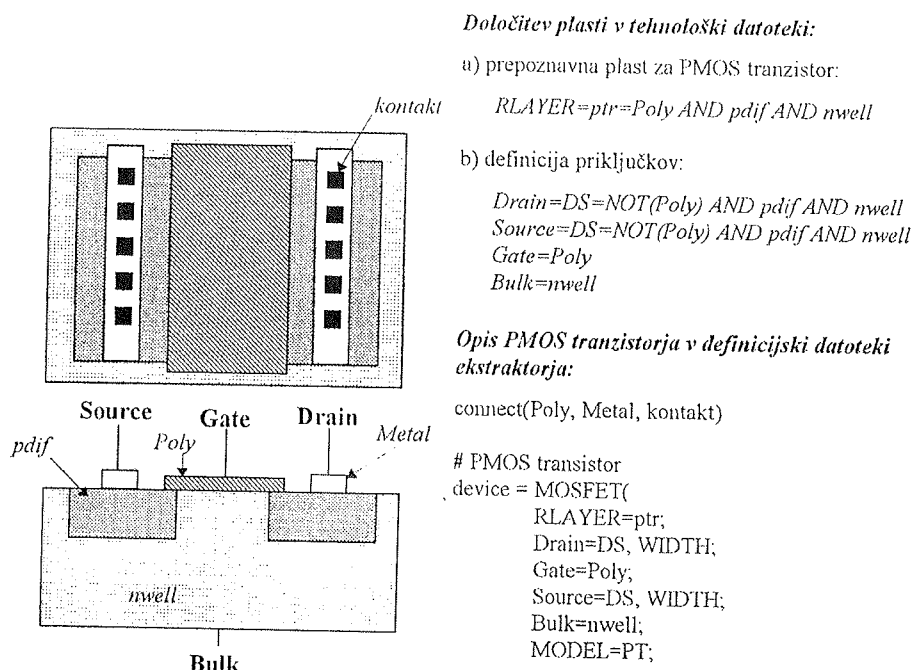 kontakt
Source
Gate
Drain
pdif
Poly
Metal
nwell
Bulk
Določitev plasti v tehnološki datoteki:
a) prepoznavna plast za PMOS tranzistor:
RLAYER=ptr=Poly AND pdif AND nwell
b) definicija priključkov:
Drain=DS=NOT(Poly) AND pdif AND nwell
Source=DS=NOT(Poly) AND pdif AND nwell
Gate=Poly
Bulk=nwell
Opis PMOS tranzistorja v definicijski datoteki
ekstraktorja:
connect(Poly, Metal, kontakt)
# PMOS transistor
device = MOSFET(
RLAYER=ptr;
Drain=DS, WIDTH;
Gate=Poly;
Source=DS, WIDTH;
Bulk=nwell;
MODEL=PT;